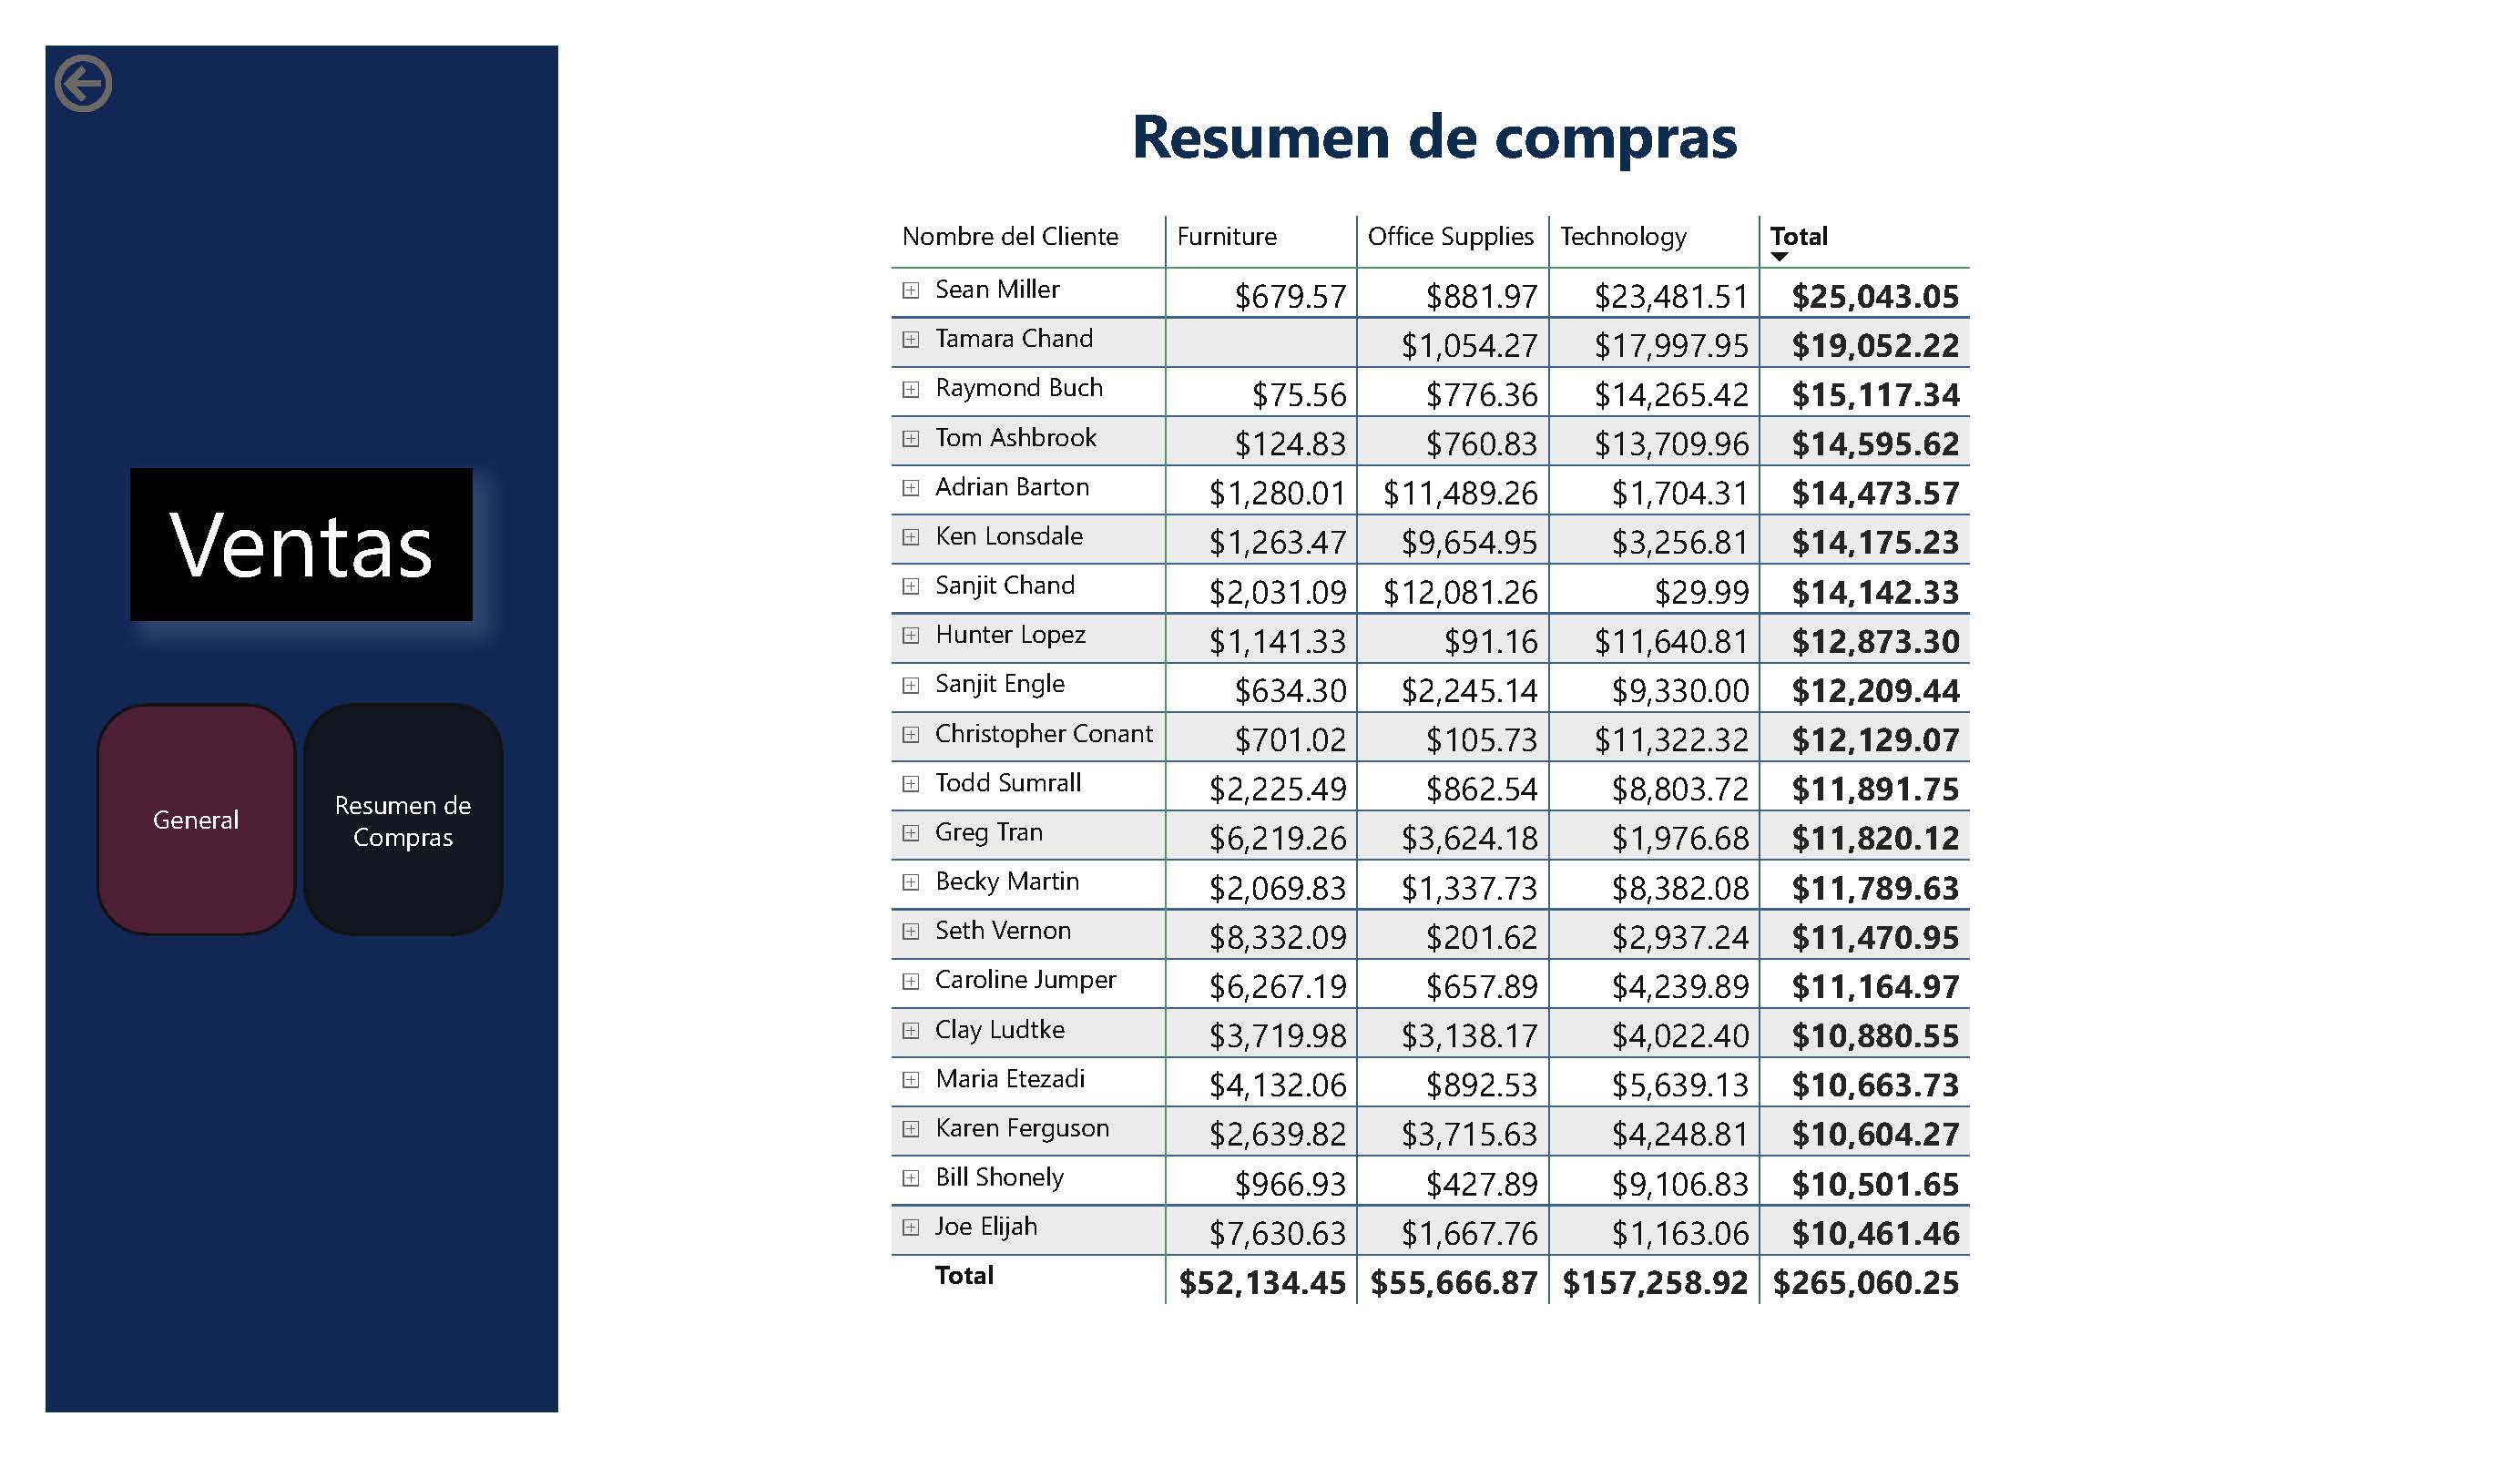 Ventas
General
Resumen de
Compras
Resumen de compras
Nombre del Cliente Furniture Office Supplies Technology Total
Sean Miller $679.57 $881.97 $23,481.51 $25,043.05
Tamara Chand $1,054.27 $17,997.95 $19,052.22
Raymond Buch $75.56 $776.36 $14,265.42 $15,117.34
Tom Ashbrook $124.83 $760.83 $13,709.96 $14,595.62
Adrian Barton $1,280.01 $11,489.26 $1,704.31 $14,473.57
Ken Lonsdale $1,263.47 $9,654.95 $3,256.81 $14,175.23
Sanjit Chand $2,031.09 $12,081.26 $29.99 $14,142.33
Hunter Lopez $1,141.33 $91.16 $11,640.81 $12,873.30
Sanjit Engle $634.30 $2,245.14 $9,330.00 $12,209.44
Christopher Conant $701.02 $105.73 $11,322.32 $12,129.07
Todd Sumrall $2,225.49 $862.54 $8,803.72 $11,891.75
Greg Tran $6,219.26 $3,624.18 $1,976.68 $11,820.12
Becky Martin $2,069.83 $1,337.73 $8,382.08 $11,789.63
Seth Vernon $8,332.09 $201.62 $2,937.24 $11,470.95
Caroline Jumper $6,267.19 $657.89 $4,239.89 $11,164.97
Clay Ludtke $3,719.98 $3,138.17 $4,022.40 $10,880.55
Maria Etezadi $4,132.06 $892.53 $5,639.13 $10,663.73
Karen Ferguson $2,639.82 $3,715.63 $4,248.81 $10,604.27
Bill Shonely $966.93 $427.89 $9,106.83 $10,501.65
Joe Elijah $7,630.63 $1,667.76 $1,163.06 $10,461.46
Total $52,134.45 $55,666.87 $157,258.92 $265,060.25